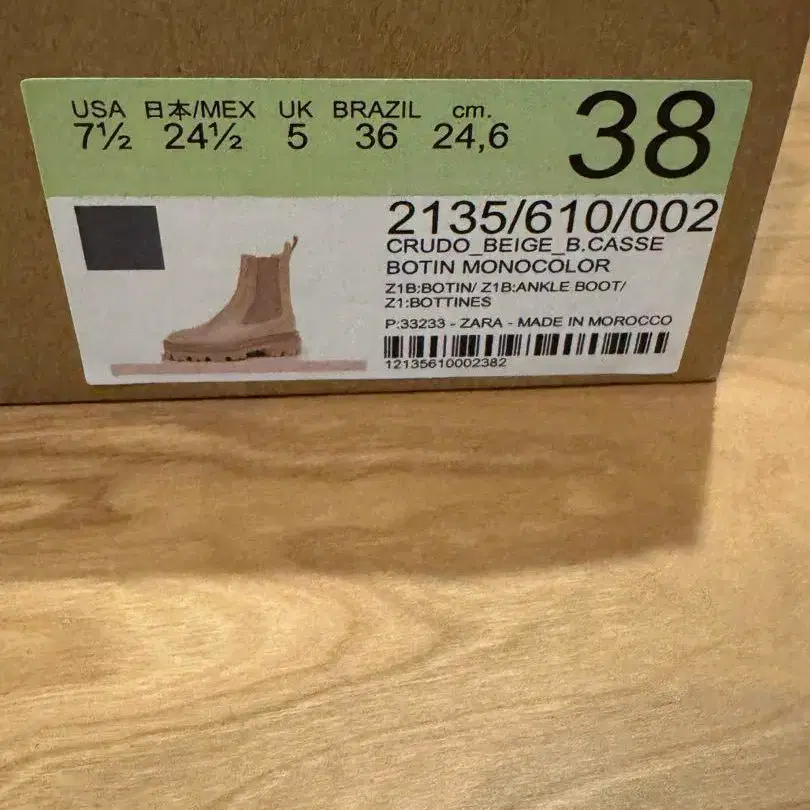 USA 日本/MEX UK BRAZIL cm.
7½ 24½ 5 36 24,6
38
2135/610/002
CRUDO_BEIGE_B.CASSE
BOTIN MONOCOLOR
Z1B:BOTIN/ Z1B:ANKLE BOOT/
Z1:BOTTINES
P:33233 - ZARA - MADE IN MOROCCO
12135610002382